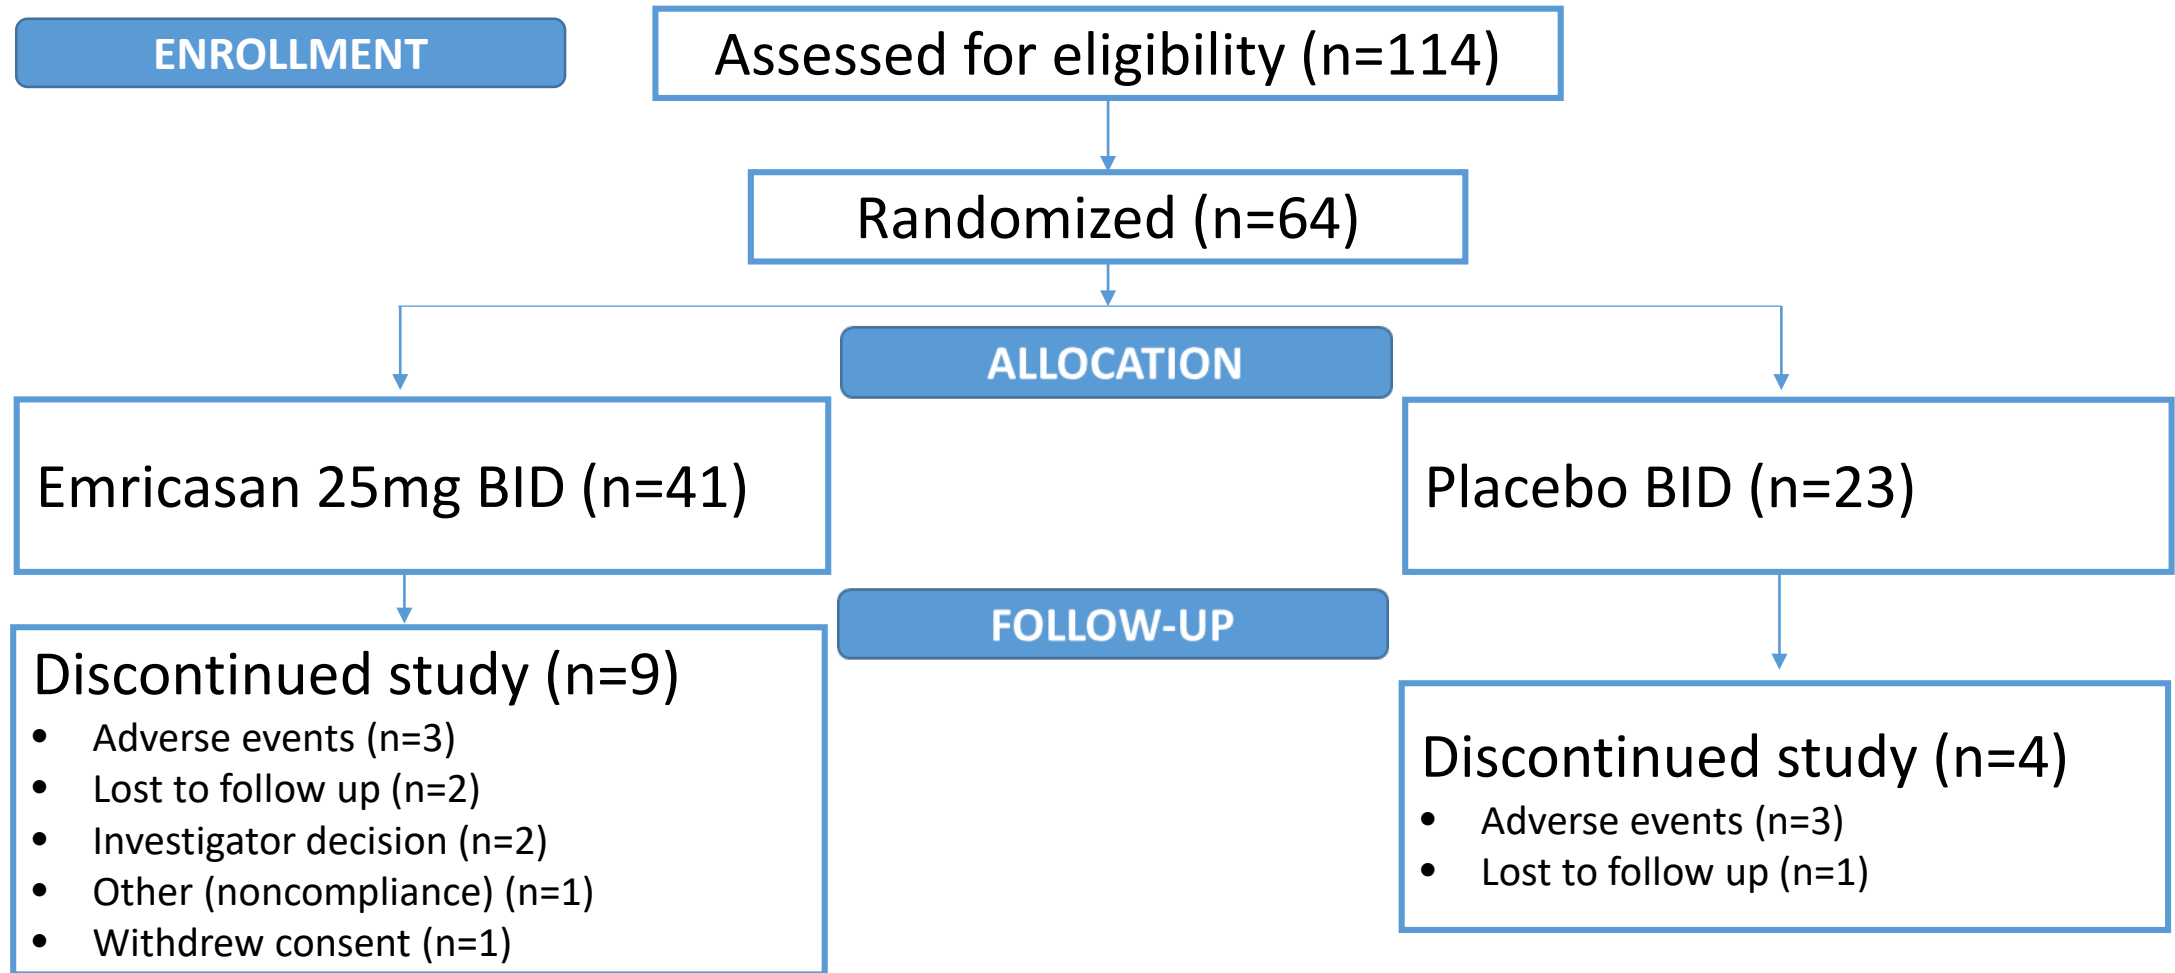 ENROLLMENT
Assessed for eligibility (n=114)
Randomized (n=64)
ALLOCATION
Emricasan 25mg BID (n=41)
Placebo BID (n=23)
FOLLOW-UP
Discontinued study (n=9)
• Adverse events (n=3)
• Lost to follow up (n=2)
• Investigator decision (n=2)
• Other (noncompliance) (n=1)
• Withdrew consent (n=1)
Discontinued study (n=4)
• Adverse events (n=3)
• Lost to follow up (n=1)